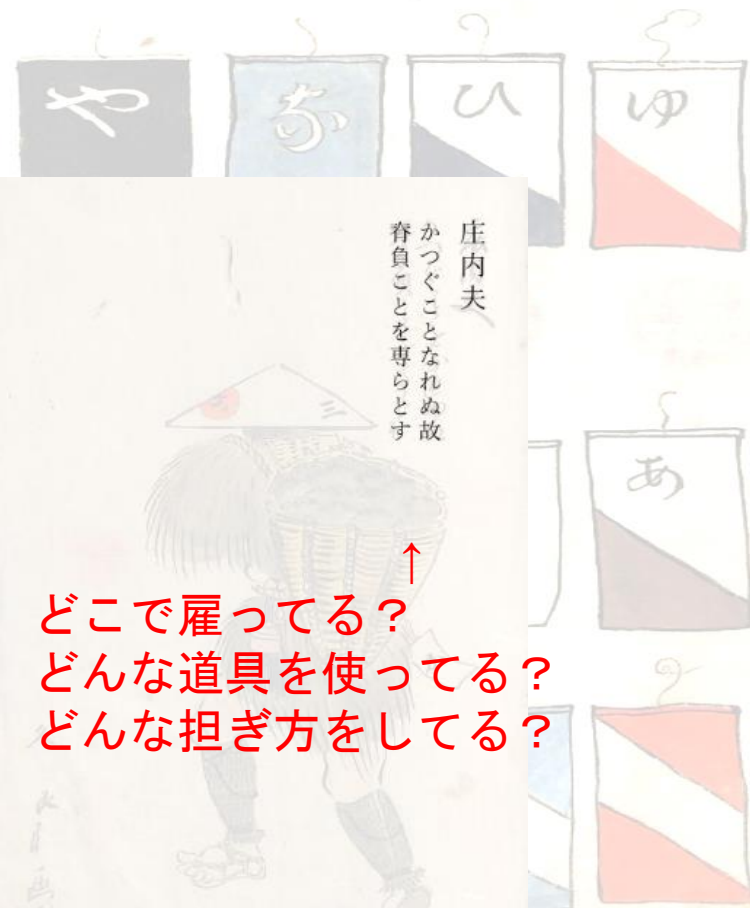 や
な
ひ
ゆ
庄内夫
かつぐことなれぬ故
脊負ことを専らとす
三
あ
↑
どこで雇ってる？
どんな道具を使ってる？
どんな担ぎ方をしてる？